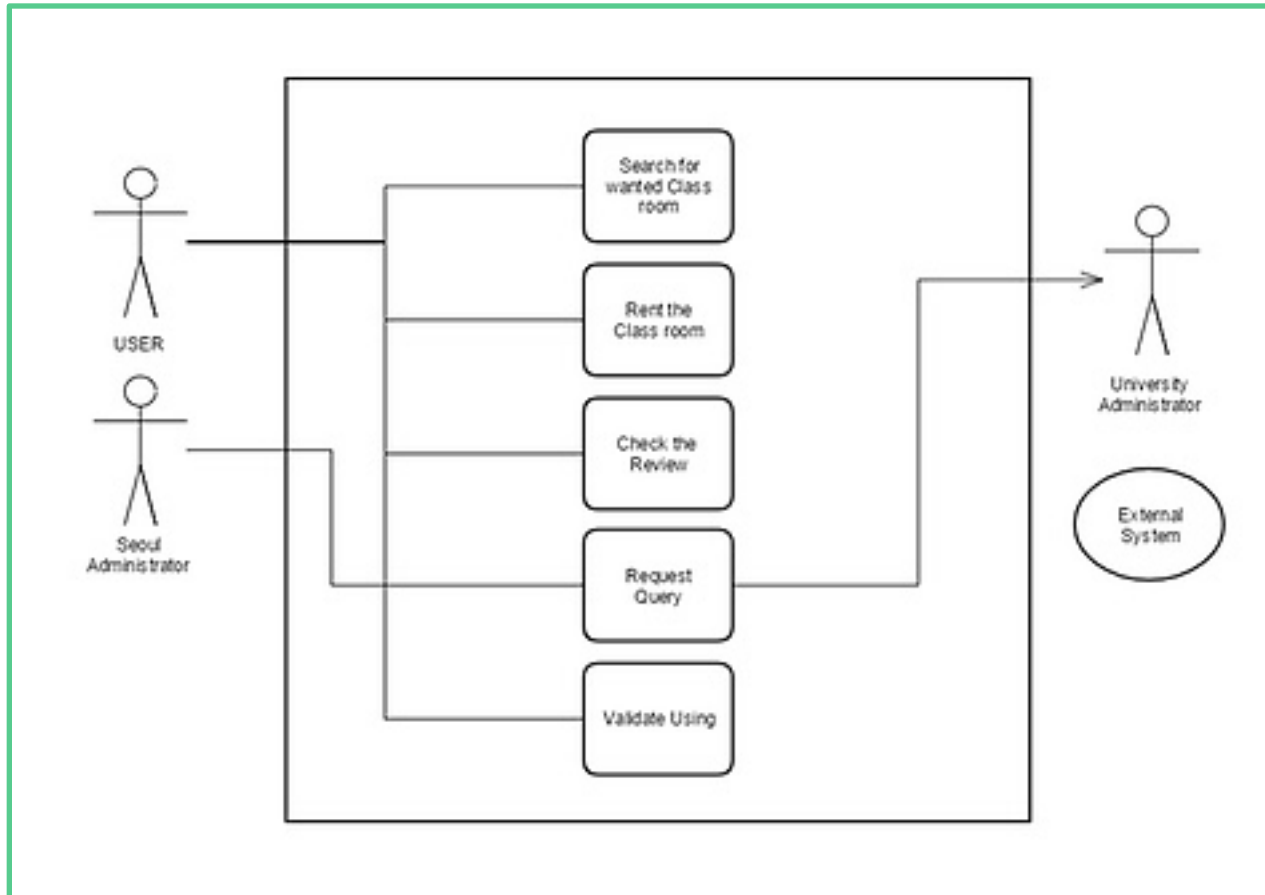 Search for
wanted Class
room
USER
Rent the
Class room
University
Administrator
Check the
Review
Seoul
Administrator
External
System
Request
Query
Validate Using